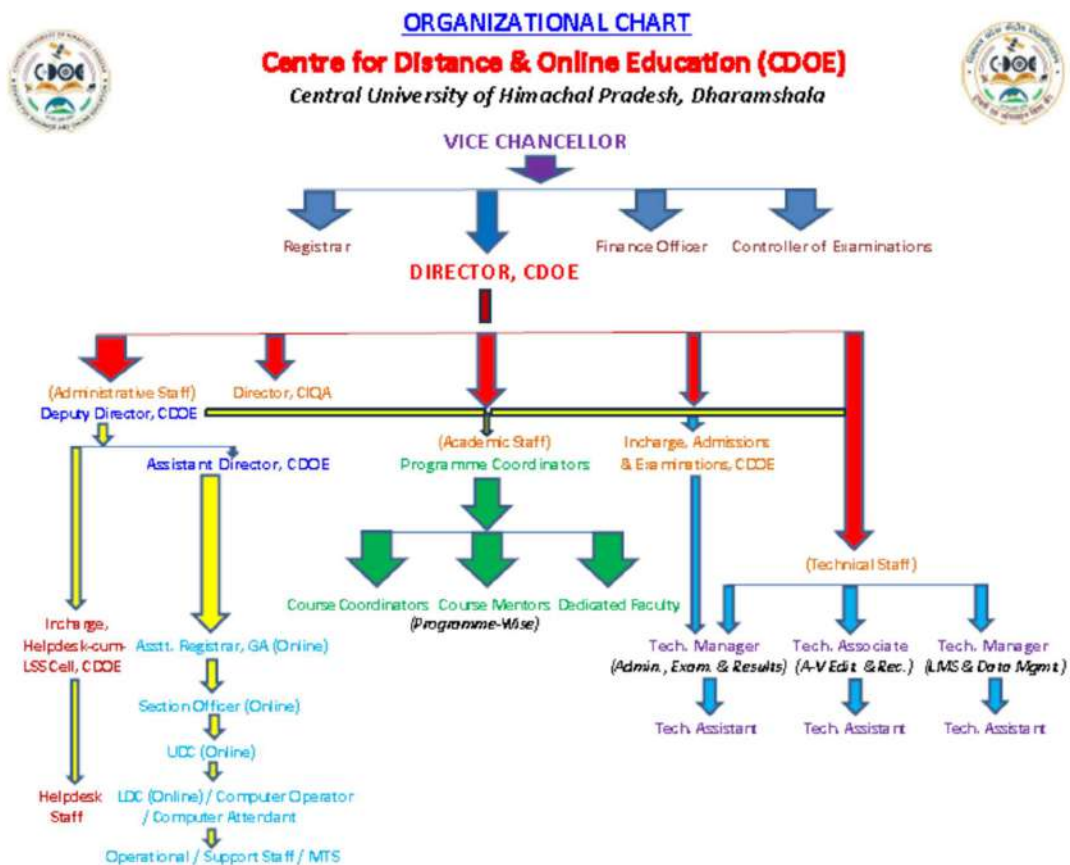 ORGANIZATIONAL CHART
Centre for Distance & Online Education (CDOE)
Central University of Himachal Pradesh, Dharamshala
C-DOE
C-DOE
VICE CHANCELLOR
Registrar
Finance Officer
Controller of Examinations
DIRECTOR, CDOE
(Administrative Staff)
Deputy Director, CDOE
Director, CIQA
Assistant Director, CDOE
(Academic Staff)
Programme Coordinators
Incharge, Admissions
& Examinations, CDOE
(Technical Staff)
Course Coordinators
Course Mentors
Dedicated Faculty
(Programme-Wise)
Incharge,
Helpdesk-cum-
LSS Cell, CDOE
Asstt. Registrar, GA (Online)
Tech. Manager
(Admin., Exam. & Results)
Tech. Associate
(A-V Edit & Rec.)
Tech. Manager
(LMS & Data Mgmt.)
Section Officer (Online)
Tech. Assistant
Tech. Assistant
Tech. Assistant
UDC (Online)
Helpdesk
Staff
LDC (Online) / Computer Operator
/ Computer Attendant
Operational / Support Staff / MTS